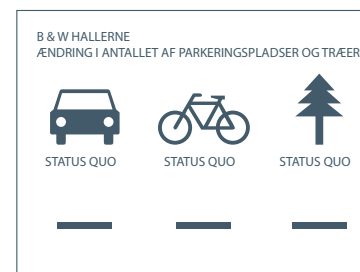 B & W HALLERNE
ÆNDRING I ANTALLET AF PARKERINGSPLADSER OG TRÆER
STATUS QUO STATUS QUO STATUS QUO